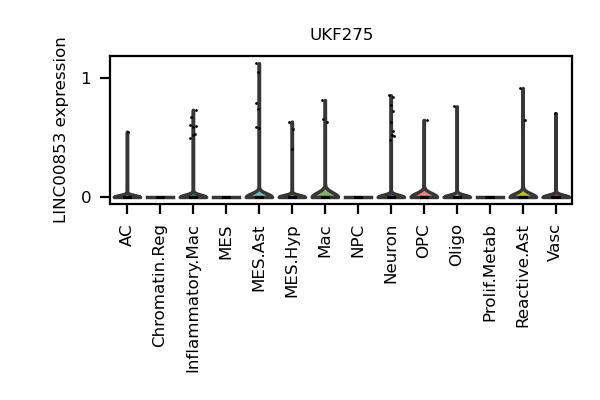 UKF275
LINC00853 expression
1
0
AC
Chromatin.Reg
Inflammatory.Mac
MES
MES.Ast
MES.Hyp
Mac
NPC
Neuron
OPC
Oligo
Prolif.Metab
Reactive.Ast
Vasc